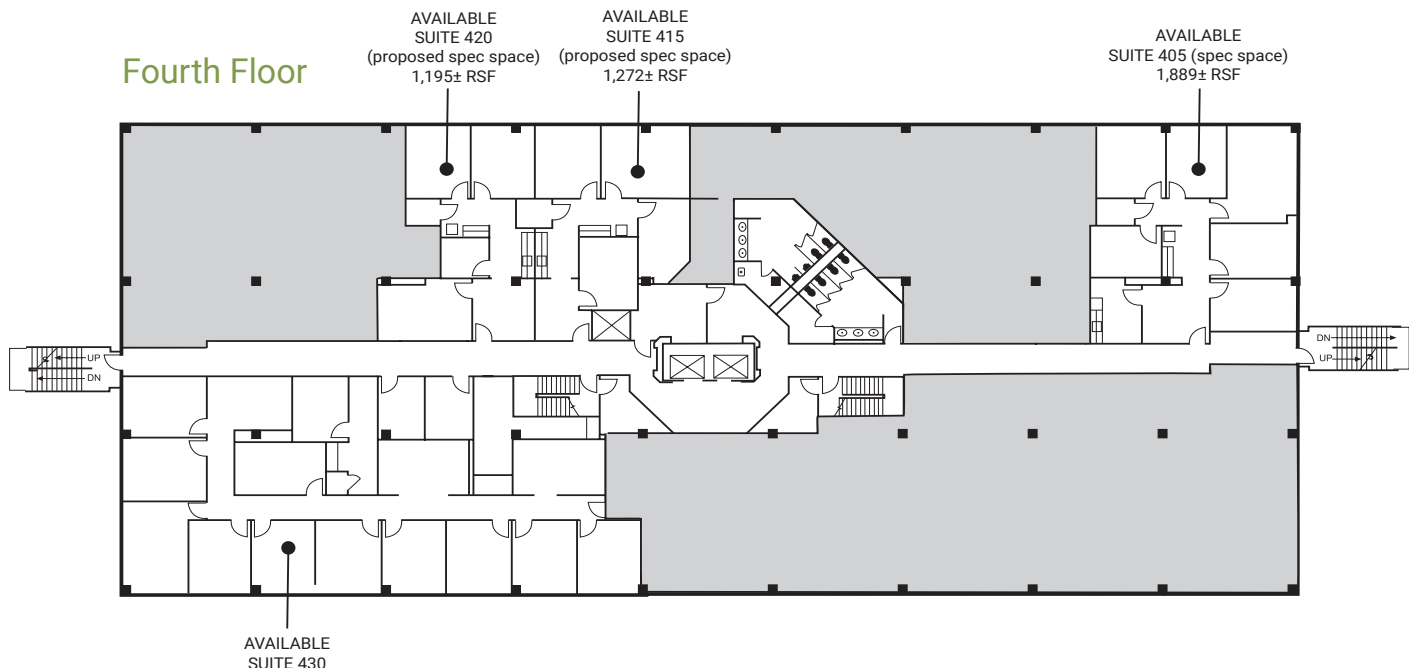 Fourth Floor
AVAILABLE
SUITE 420
(proposed spec space)
1,195± RSF
AVAILABLE
SUITE 415
(proposed spec space)
1,272± RSF
AVAILABLE
SUITE 405 (spec space)
1,889± RSF
UP
DN
DN
UP
AVAILABLE
SUITE 430